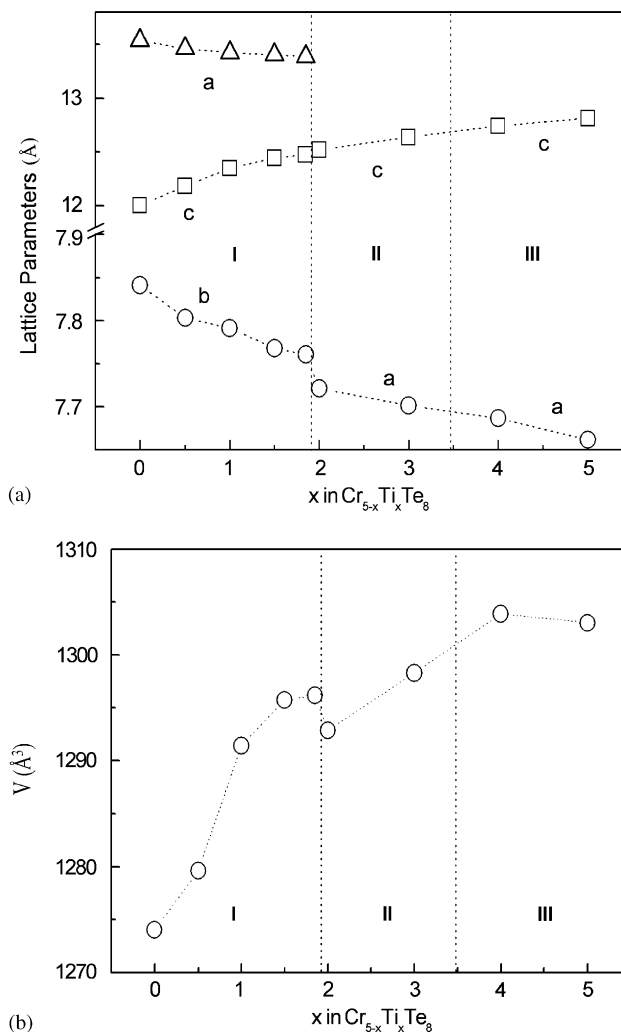 a
13
c
c
c
12
7.9
I
II
III
b
7.8
a
a
7.7
Lattice Parameters (Å)
0
1
2
3
4
5
(a)
x in Cr₅₋ₓTiₓTe₈
1310
1300
1290
1280
1270
V (Å³)
I
II
III
0
1
2
3
4
5
(b)
x in Cr₅₋ₓTiₓTe₈